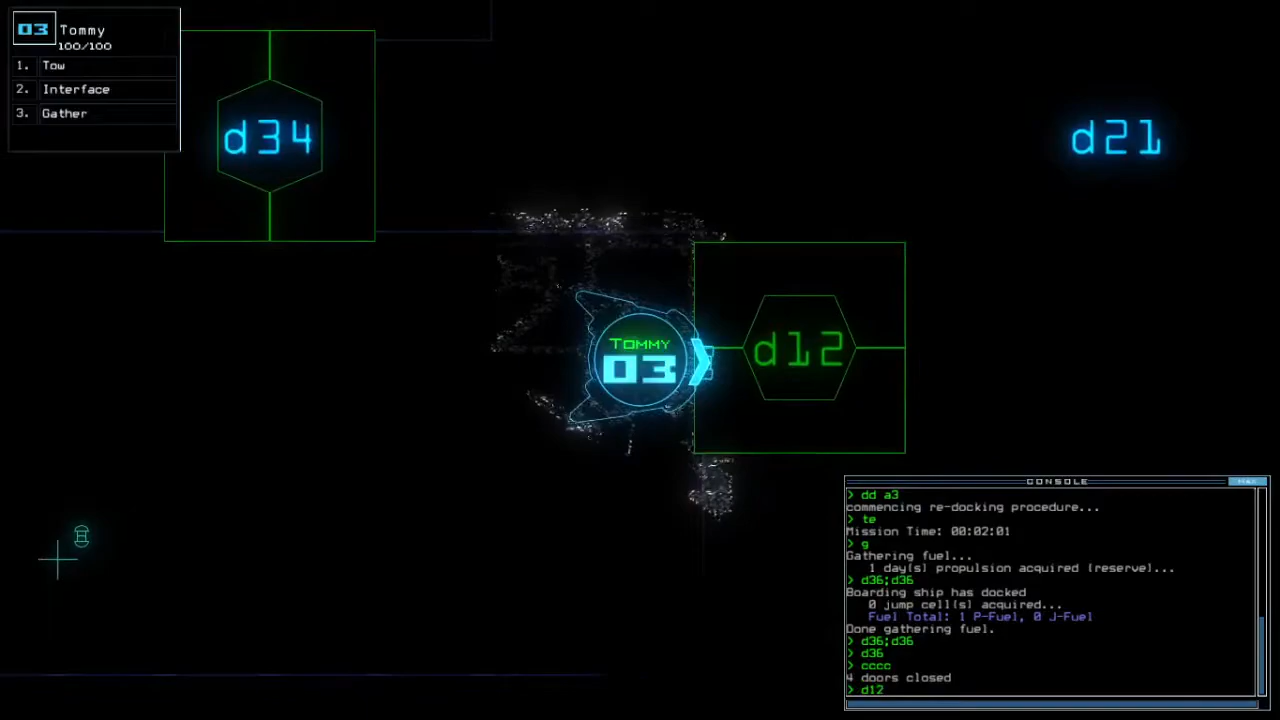 03 Tommy
100/100
1. Tow
2. Interface
3. Gather
d34
d21
TOMMY
03
d12
CONSOLE
> dd a3
commencing re-docking procedure...
> te
Mission Time: 00:02:01
> g
Gathering fuel...
1 day(s) propulsion acquired (reserve)...
> d36;d36
Boarding ship has docked
0 jump cell(s) acquired...
Fuel Total: 1 P-Fuel, 0 J-Fuel
Done gathering fuel.
> d36;d36
> d36
> cccc
4 doors closed
> d12